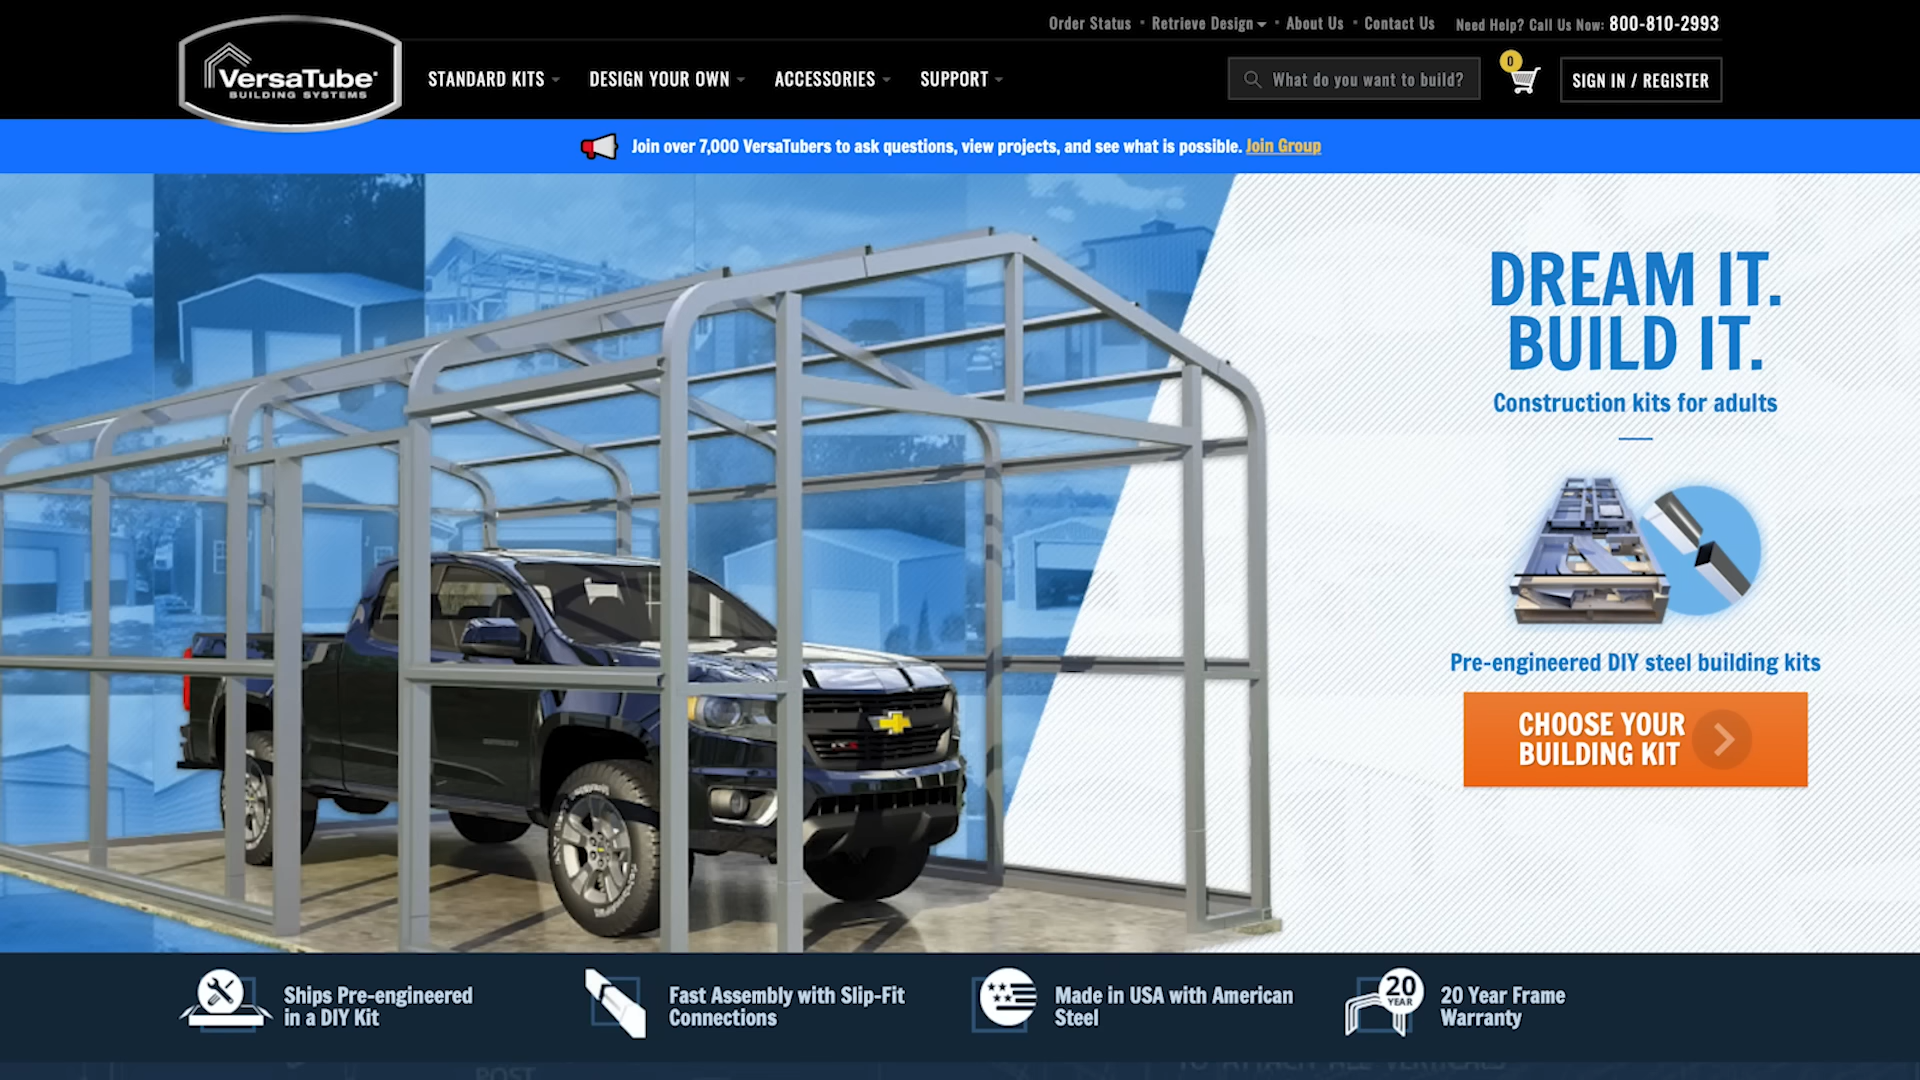 Order Status • Retrieve Design • About Us • Contact Us Need Help? Call Us Now: 800-810-2993
VersaTube®
BUILDING SYSTEMS
STANDARD KITS DESIGN YOUR OWN ACCESSORIES SUPPORT
What do you want to build?
0
SIGN IN / REGISTER
Join over 7,000 VersaTubers to ask questions, view projects, and see what is possible. Join Group
DREAM IT.
BUILD IT.
Construction kits for adults
Pre-engineered DIY steel building kits
CHOOSE YOUR
BUILDING KIT
Ships Pre-engineered
in a DIY Kit
Fast Assembly with Slip-Fit
Connections
Made in USA with American
Steel
20
YEAR
20 Year Frame
Warranty
POST
TO ATTACH ALL VERTICALS